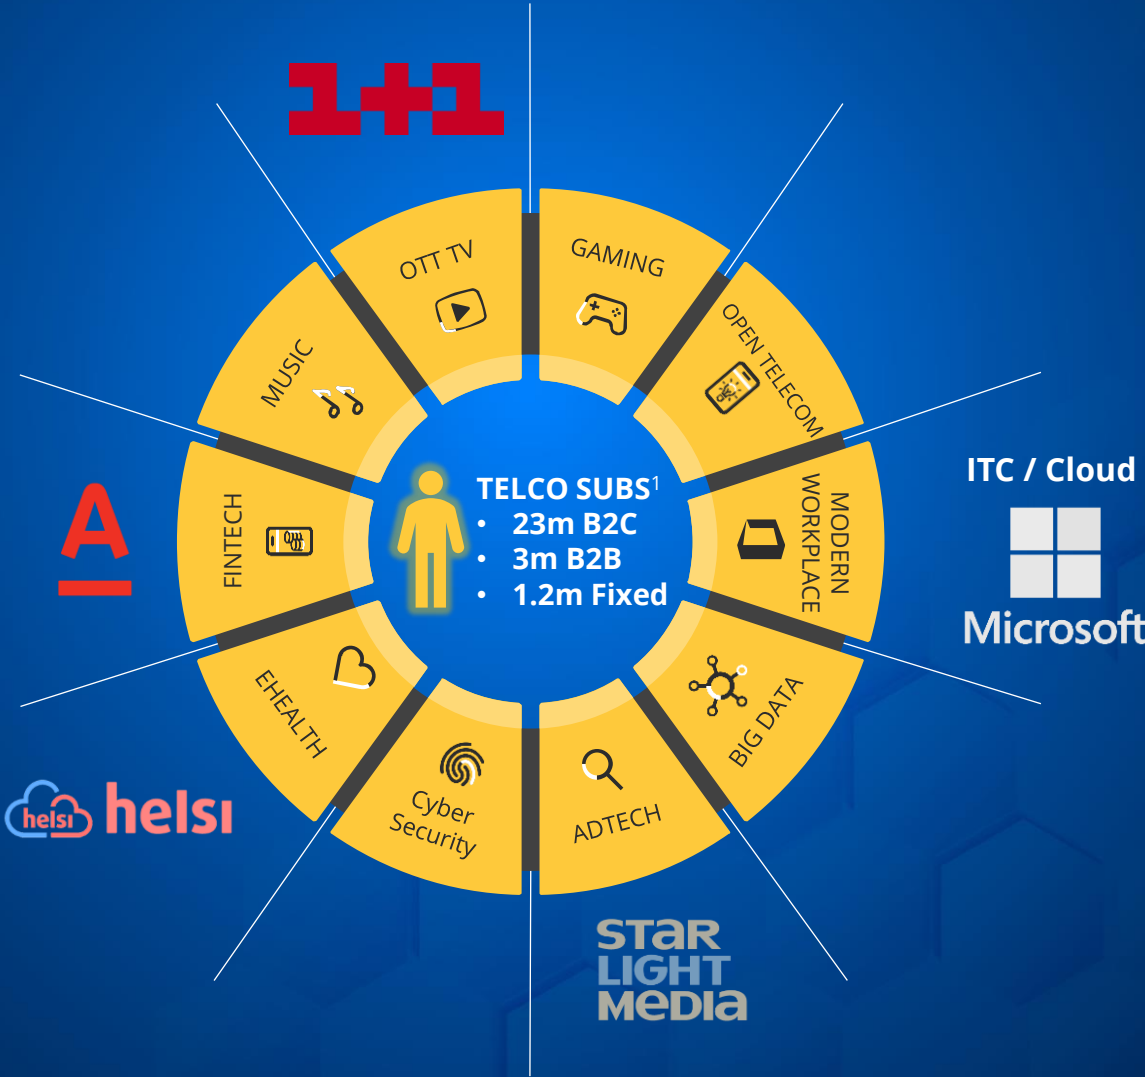 1+1
OTT TV
GAMING
MUSIC
OPEN TELECOM
FINTECH
MODERN
WORKPLACE
TELCO SUBS¹
• 23m B2C
• 3m B2B
• 1.2m Fixed
A
ITC / Cloud
Microsoft
EHEALTH
BIG DATA
Cyber
Security
ADTECH
helsi helsi
STAR
LIGHT
MEDIA